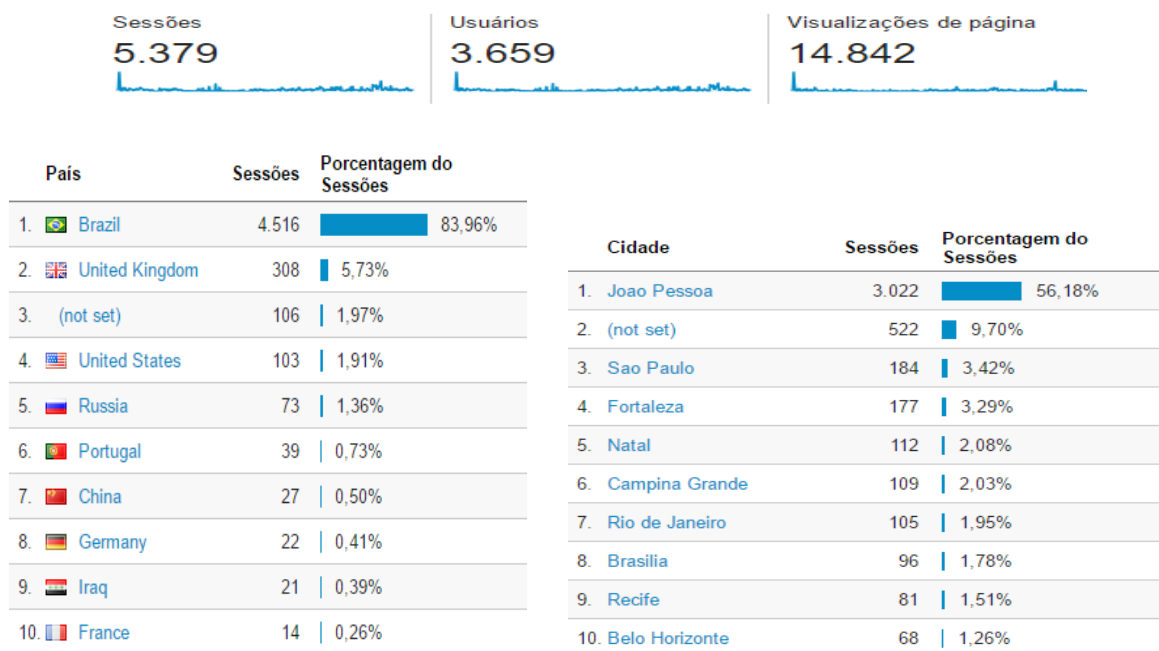 Sessões
5.379
Usuários
3.659
Visualizações de página
14.842
País Sessões Porcentagem do Sessões
1. Brazil 4.516 83,96%
2. United Kingdom 308 5,73%
3. (not set) 106 1,97%
4. United States 103 1,91%
5. Russia 73 1,36%
6. Portugal 39 0,73%
7. China 27 0,50%
8. Germany 22 0,41%
9. Iraq 21 0,39%
10. France 14 0,26%
Cidade Sessões Porcentagem do Sessões
1. Joao Pessoa 3.022 56,18%
2. (not set) 522 9,70%
3. Sao Paulo 184 3,42%
4. Fortaleza 177 3,29%
5. Natal 112 2,08%
6. Campina Grande 109 2,03%
7. Rio de Janeiro 105 1,95%
8. Brasilia 96 1,78%
9. Recife 81 1,51%
10. Belo Horizonte 68 1,26%